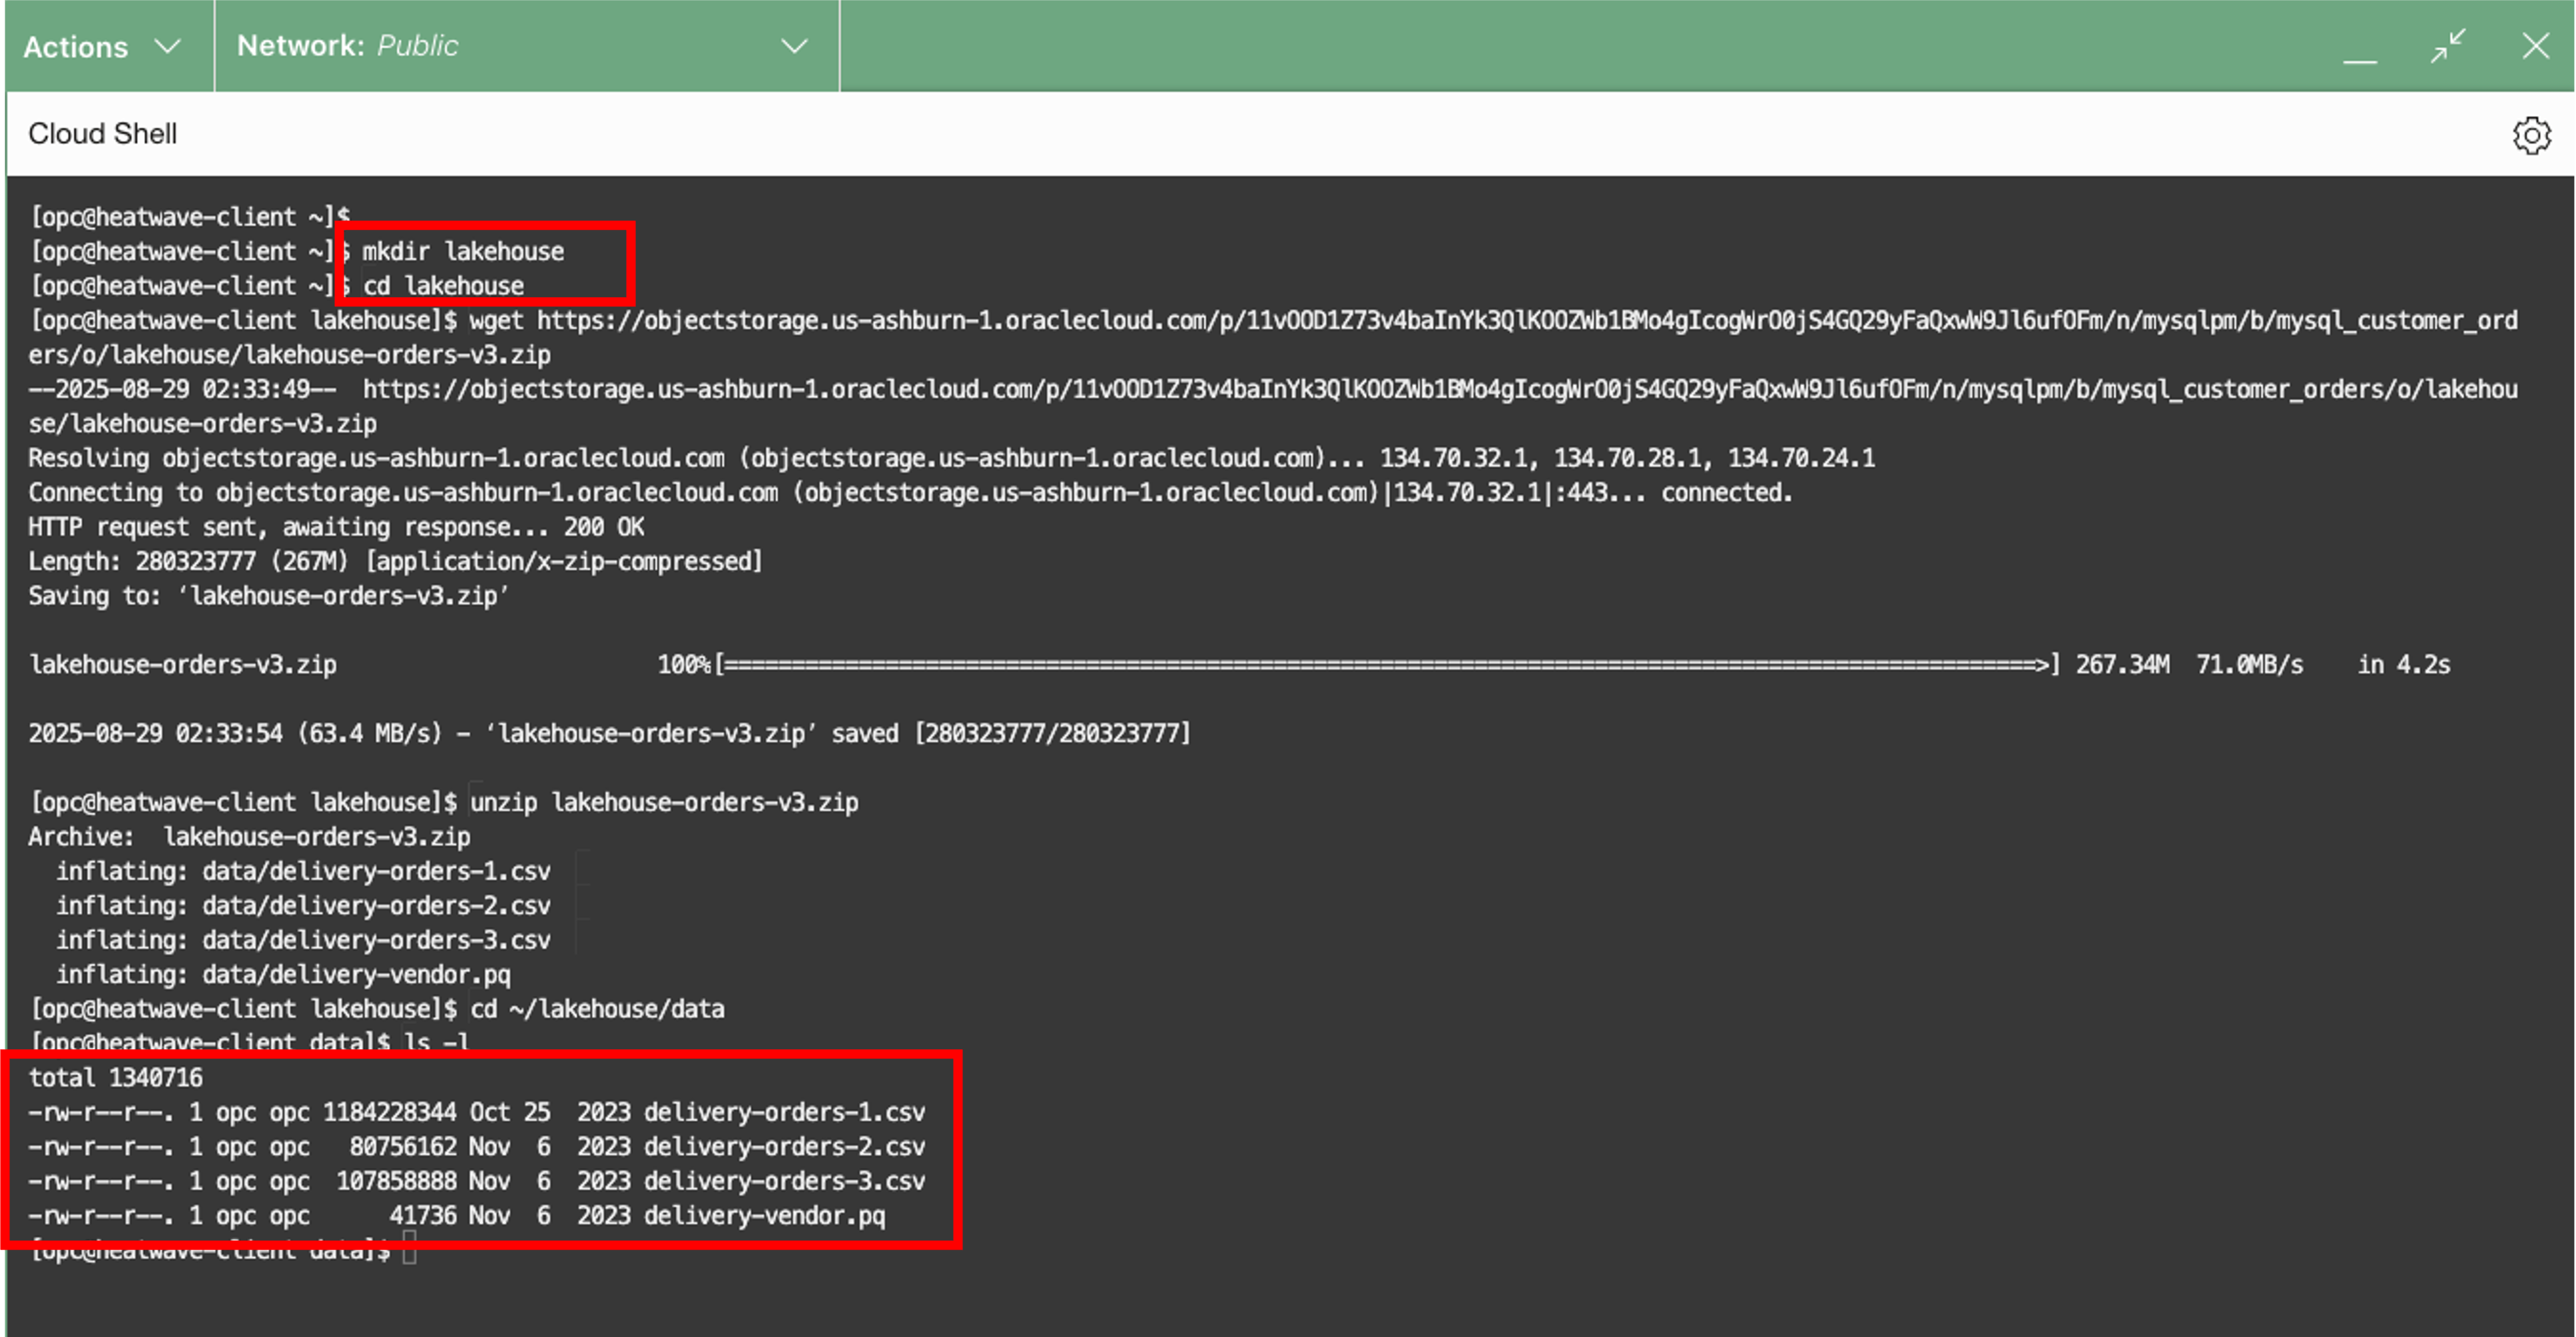 Actions
Network: Public
Cloud Shell
[opc@heatwave-client ~]$
[opc@heatwave-client ~]$ mkdir lakehouse
[opc@heatwave-client ~]$ cd lakehouse
[opc@heatwave-client lakehouse]$ wget https://objectstorage.us-ashburn-1.oraclecloud.com/p/11vOOD1Z73v4baInYk3QlKOOZWb1BMo4gIcogWrO0jS4GQ29yFaQxwW9Jl6ufOFm/n/mysqlpm/b/mysql_customer_ord
ers/o/lakehouse/lakehouse-orders-v3.zip
--2025-08-29 02:33:49--  https://objectstorage.us-ashburn-1.oraclecloud.com/p/11vOOD1Z73v4baInYk3QlKOOZWb1BMo4gIcogWrO0jS4GQ29yFaQxwW9Jl6ufOFm/n/mysqlpm/b/mysql_customer_orders/o/lakehou
se/lakehouse-orders-v3.zip
Resolving objectstorage.us-ashburn-1.oraclecloud.com (objectstorage.us-ashburn-1.oraclecloud.com)... 134.70.32.1, 134.70.28.1, 134.70.24.1
Connecting to objectstorage.us-ashburn-1.oraclecloud.com (objectstorage.us-ashburn-1.oraclecloud.com)|134.70.32.1|:443... connected.
HTTP request sent, awaiting response... 200 OK
Length: 280323777 (267M) [application/x-zip-compressed]
Saving to: ‘lakehouse-orders-v3.zip’
lakehouse-orders-v3.zip 100%[==================================================================================================>] 267.34M 71.0MB/s in 4.2s
2025-08-29 02:33:54 (63.4 MB/s) - ‘lakehouse-orders-v3.zip’ saved [280323777/280323777]
[opc@heatwave-client lakehouse]$ unzip lakehouse-orders-v3.zip
Archive:  lakehouse-orders-v3.zip
inflating: data/delivery-orders-1.csv
inflating: data/delivery-orders-2.csv
inflating: data/delivery-orders-3.csv
inflating: data/delivery-vendor.pq
[opc@heatwave-client lakehouse]$ cd ~/lakehouse/data
[opc@heatwave-client data]$ ls -l
total 1340716
-rw-r--r--. 1 opc opc 1184228344 Oct 25  2023 delivery-orders-1.csv
-rw-r--r--. 1 opc opc   80756162 Nov  6  2023 delivery-orders-2.csv
-rw-r--r--. 1 opc opc  107858888 Nov  6  2023 delivery-orders-3.csv
-rw-r--r--. 1 opc opc      41736 Nov  6  2023 delivery-vendor.pq
[opc@heatwave-client data]$